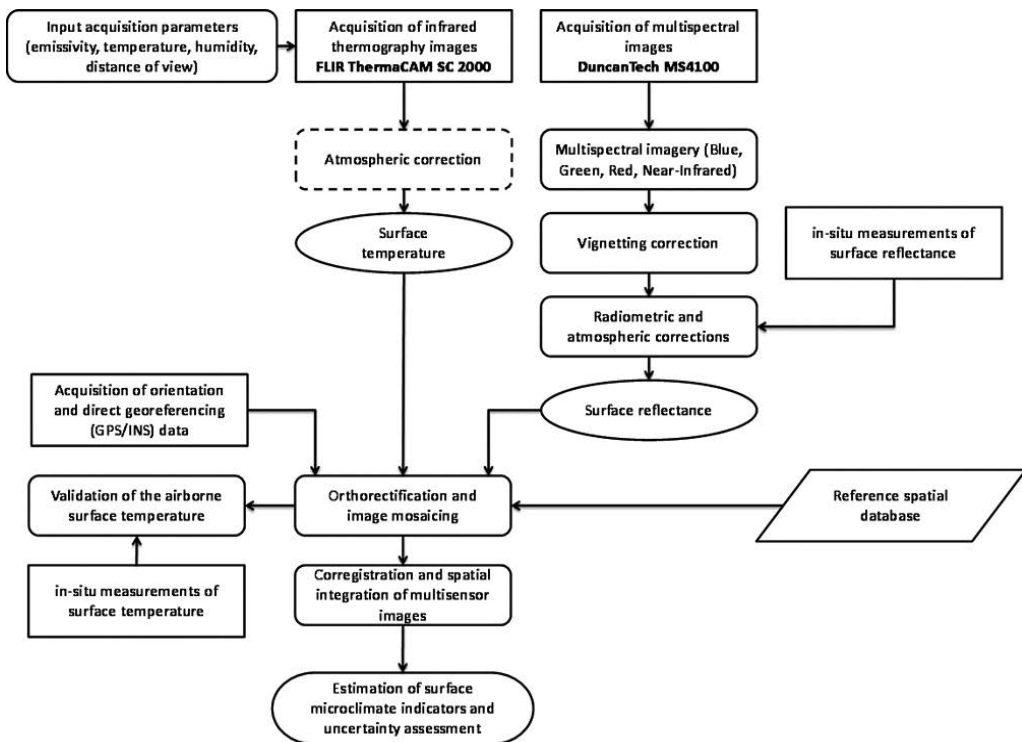 Input acquisition parameters
(emissivity, temperature, humidity,
distance of view)
Acquisition of infrared
thermography images
FLIR ThermaCAM SC 2000
Acquisition of multispectral
images
DuncanTech MS4100
Atmospheric correction
Multispectral imagery (Blue,
Green, Red, Near-Infrared)
Surface
temperature
Vignetting correction
in-situ measurements of
surface reflectance
Radiometric and
atmospheric corrections
Acquisition of orientation
and direct georeferencing
(GPS/INS) data
Surface reflectance
Validation of the airborne
surface temperature
Orthorectification and
image mosaicing
Reference spatial
database
in-situ measurements of
surface temperature
Corregistration and spatial
integration of multisensor
images
Estimation of surface
microclimate indicators and
uncertainty assessment